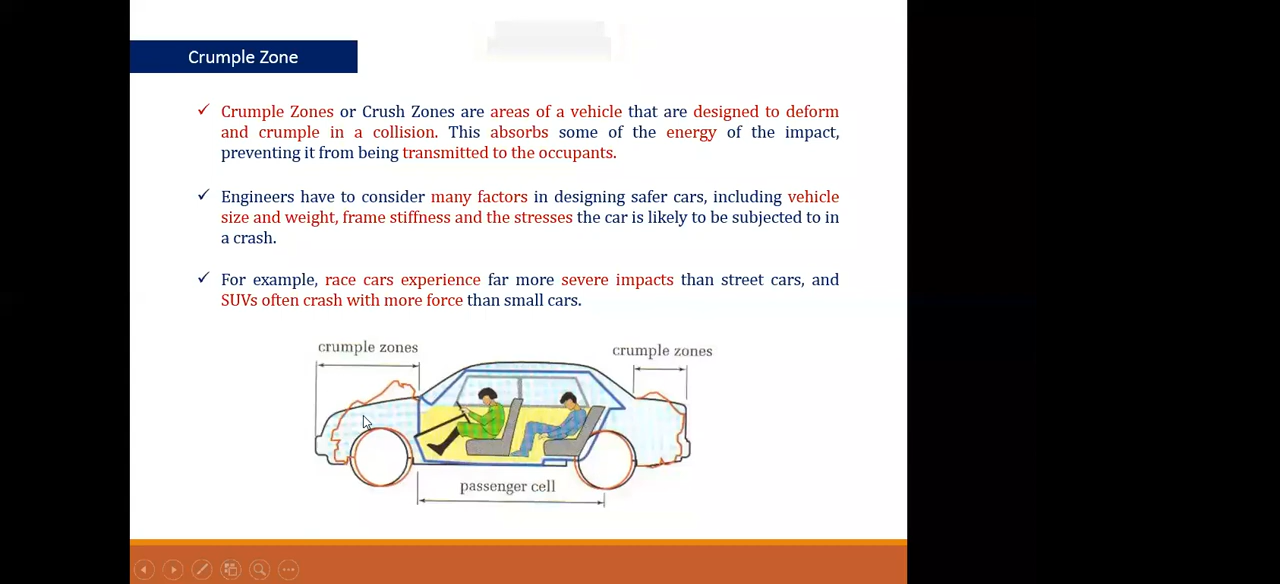 Crumple Zone
✓ Crumple Zones or Crush Zones are areas of a vehicle that are designed to deform
and crumple in a collision. This absorbs some of the energy of the impact,
preventing it from being transmitted to the occupants.
✓ Engineers have to consider many factors in designing safer cars, including vehicle
size and weight, frame stiffness and the stresses the car is likely to be subjected to in
a crash.
✓ For example, race cars experience far more severe impacts than street cars, and
SUVs often crash with more force than small cars.
crumple zones
crumple zones
passenger cell